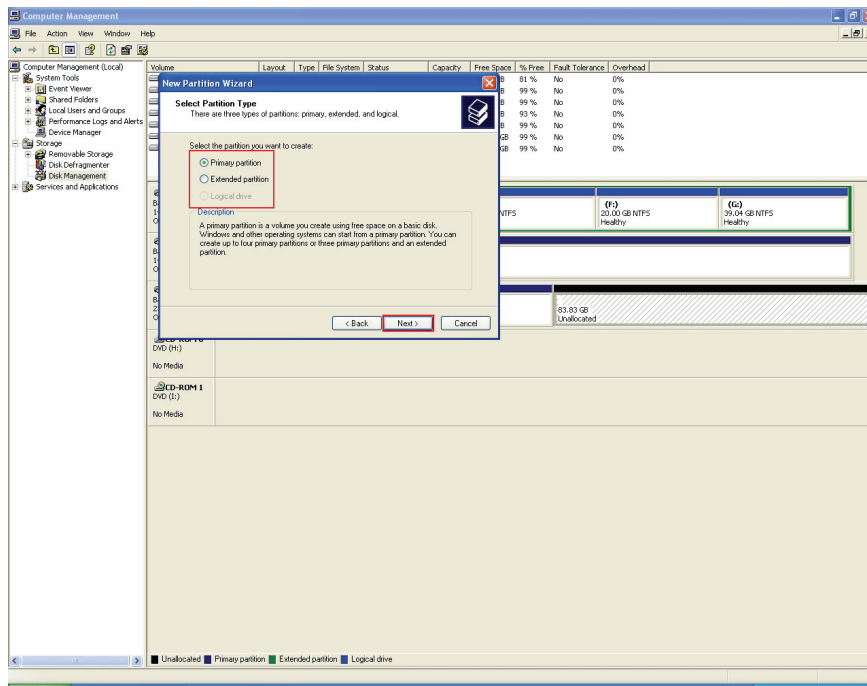 Computer Management
File Action View Window Help
Computer Management (Local)
System Tools
Event Viewer
Shared Folders
Local Users and Groups
Performance Logs and Alerts
Device Manager
Storage
Removable Storage
Disk Defragmenter
Disk Management
Services and Applications
Volume Layout Type File System Status Capacity Free Space % Free Fault Tolerance Overhead
B 81 % No 0%
B 99 % No 0%
B 99 % No 0%
B 93 % No 0%
B 99 % No 0%
GB 99 % No 0%
GB 99 % No 0%
New Partition Wizard
Select Partition Type
There are three types of partitions: primary, extended, and logical.
Select the partition you want to create:
Primary partition
Extended partition
Logical drive
Description
A primary partition is a volume you create using free space on a basic disk.
Windows and other operating systems can start from a primary partition. You can
create up to four primary partitions or three primary partitions and an extended
partition.
< Back Next > Cancel
NTFS
(F:)
20.00 GB NTFS
Healthy
(G:)
39.04 GB NTFS
Healthy
83.83 GB
Unallocated
DVD (H:)
No Media
CD-ROM 1
DVD (I:)
No Media
Unallocated Primary partition Extended partition Logical drive